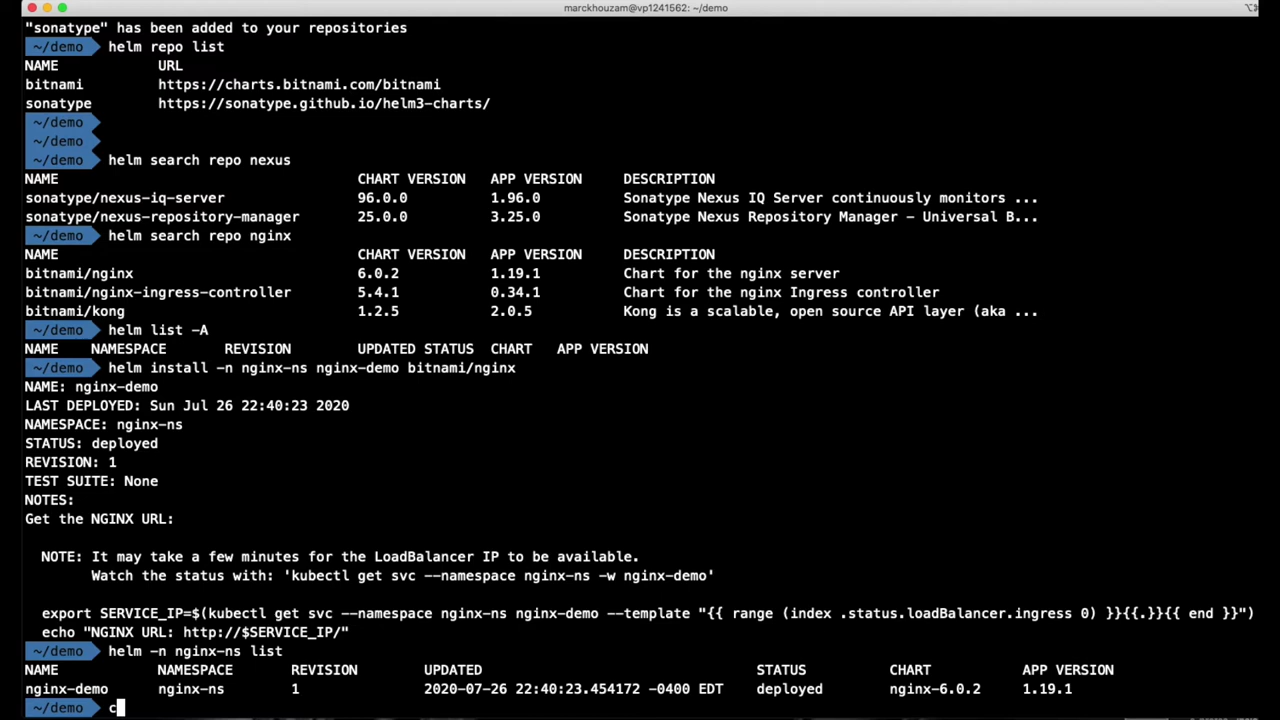 marckhouzam@vp1241562: ~/demo
"sonatype" has been added to your repositories
~/demo helm repo list
NAME URL
bitnami https://charts.bitnami.com/bitnami
sonatype https://sonatype.github.io/helm3-charts/
~/demo
~/demo
~/demo helm search repo nexus
NAME CHART VERSION APP VERSION DESCRIPTION
sonatype/nexus-iq-server 96.0.0 1.96.0 Sonatype Nexus IQ Server continuously monitors ...
sonatype/nexus-repository-manager 25.0.0 3.25.0 Sonatype Nexus Repository Manager – Universal B...
~/demo helm search repo nginx
NAME CHART VERSION APP VERSION DESCRIPTION
bitnami/nginx 6.0.2 1.19.1 Chart for the nginx server
bitnami/nginx-ingress-controller 5.4.1 0.34.1 Chart for the nginx Ingress controller
bitnami/kong 1.2.5 2.0.5 Kong is a scalable, open source API layer (aka ...
~/demo helm list -A
NAME NAMESPACE REVISION UPDATED STATUS CHART APP VERSION
~/demo helm install -n nginx-ns nginx-demo bitnami/nginx
NAME: nginx-demo
LAST DEPLOYED: Sun Jul 26 22:40:23 2020
NAMESPACE: nginx-ns
STATUS: deployed
REVISION: 1
TEST SUITE: None
NOTES:
Get the NGINX URL:
NOTE: It may take a few minutes for the LoadBalancer IP to be available.
Watch the status with: 'kubectl get svc --namespace nginx-ns -w nginx-demo'
export SERVICE_IP=$(kubectl get svc --namespace nginx-ns nginx-demo --template "{{ range (index .status.loadBalancer.ingress 0) }}{{.}}{{ end }}")
echo "NGINX URL: http://$SERVICE_IP/"
~/demo helm -n nginx-ns list
NAME NAMESPACE REVISION UPDATED STATUS CHART APP VERSION
nginx-demo nginx-ns 1 2020-07-26 22:40:23.454172 -0400 EDT deployed nginx-6.0.2 1.19.1
~/demo c